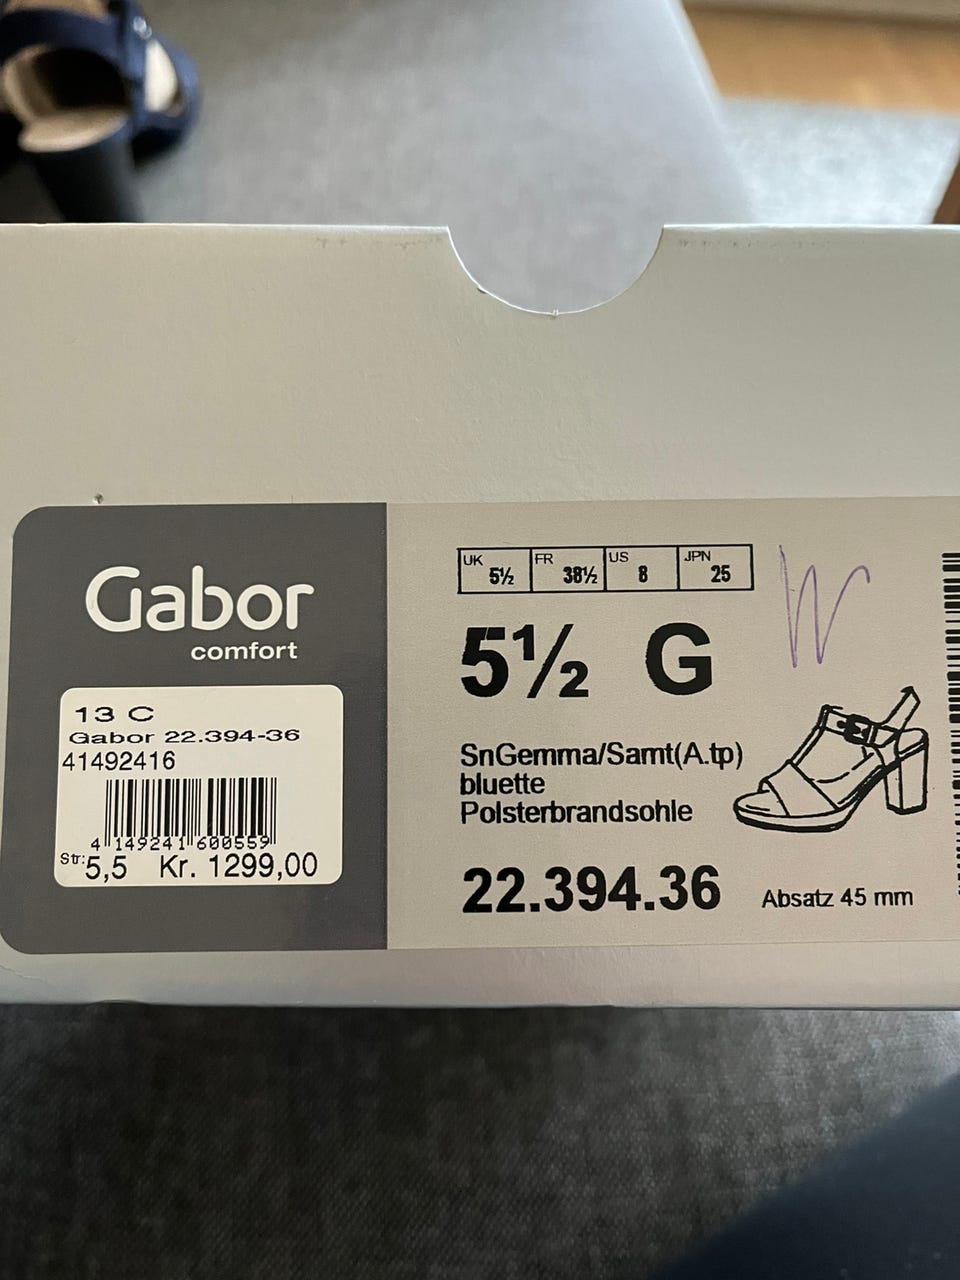 Gabor
comfort
13 C
Gabor 22.394-36
41492416
4 149241 600559
Str: 5,5 Kr. 1299,00
UK 5½ FR 38½ US 8 JPN 25
5½ G
SnGemma/Samt(A.tp)
bluette
Polsterbrandsohle
22.394.36 Absatz 45 mm